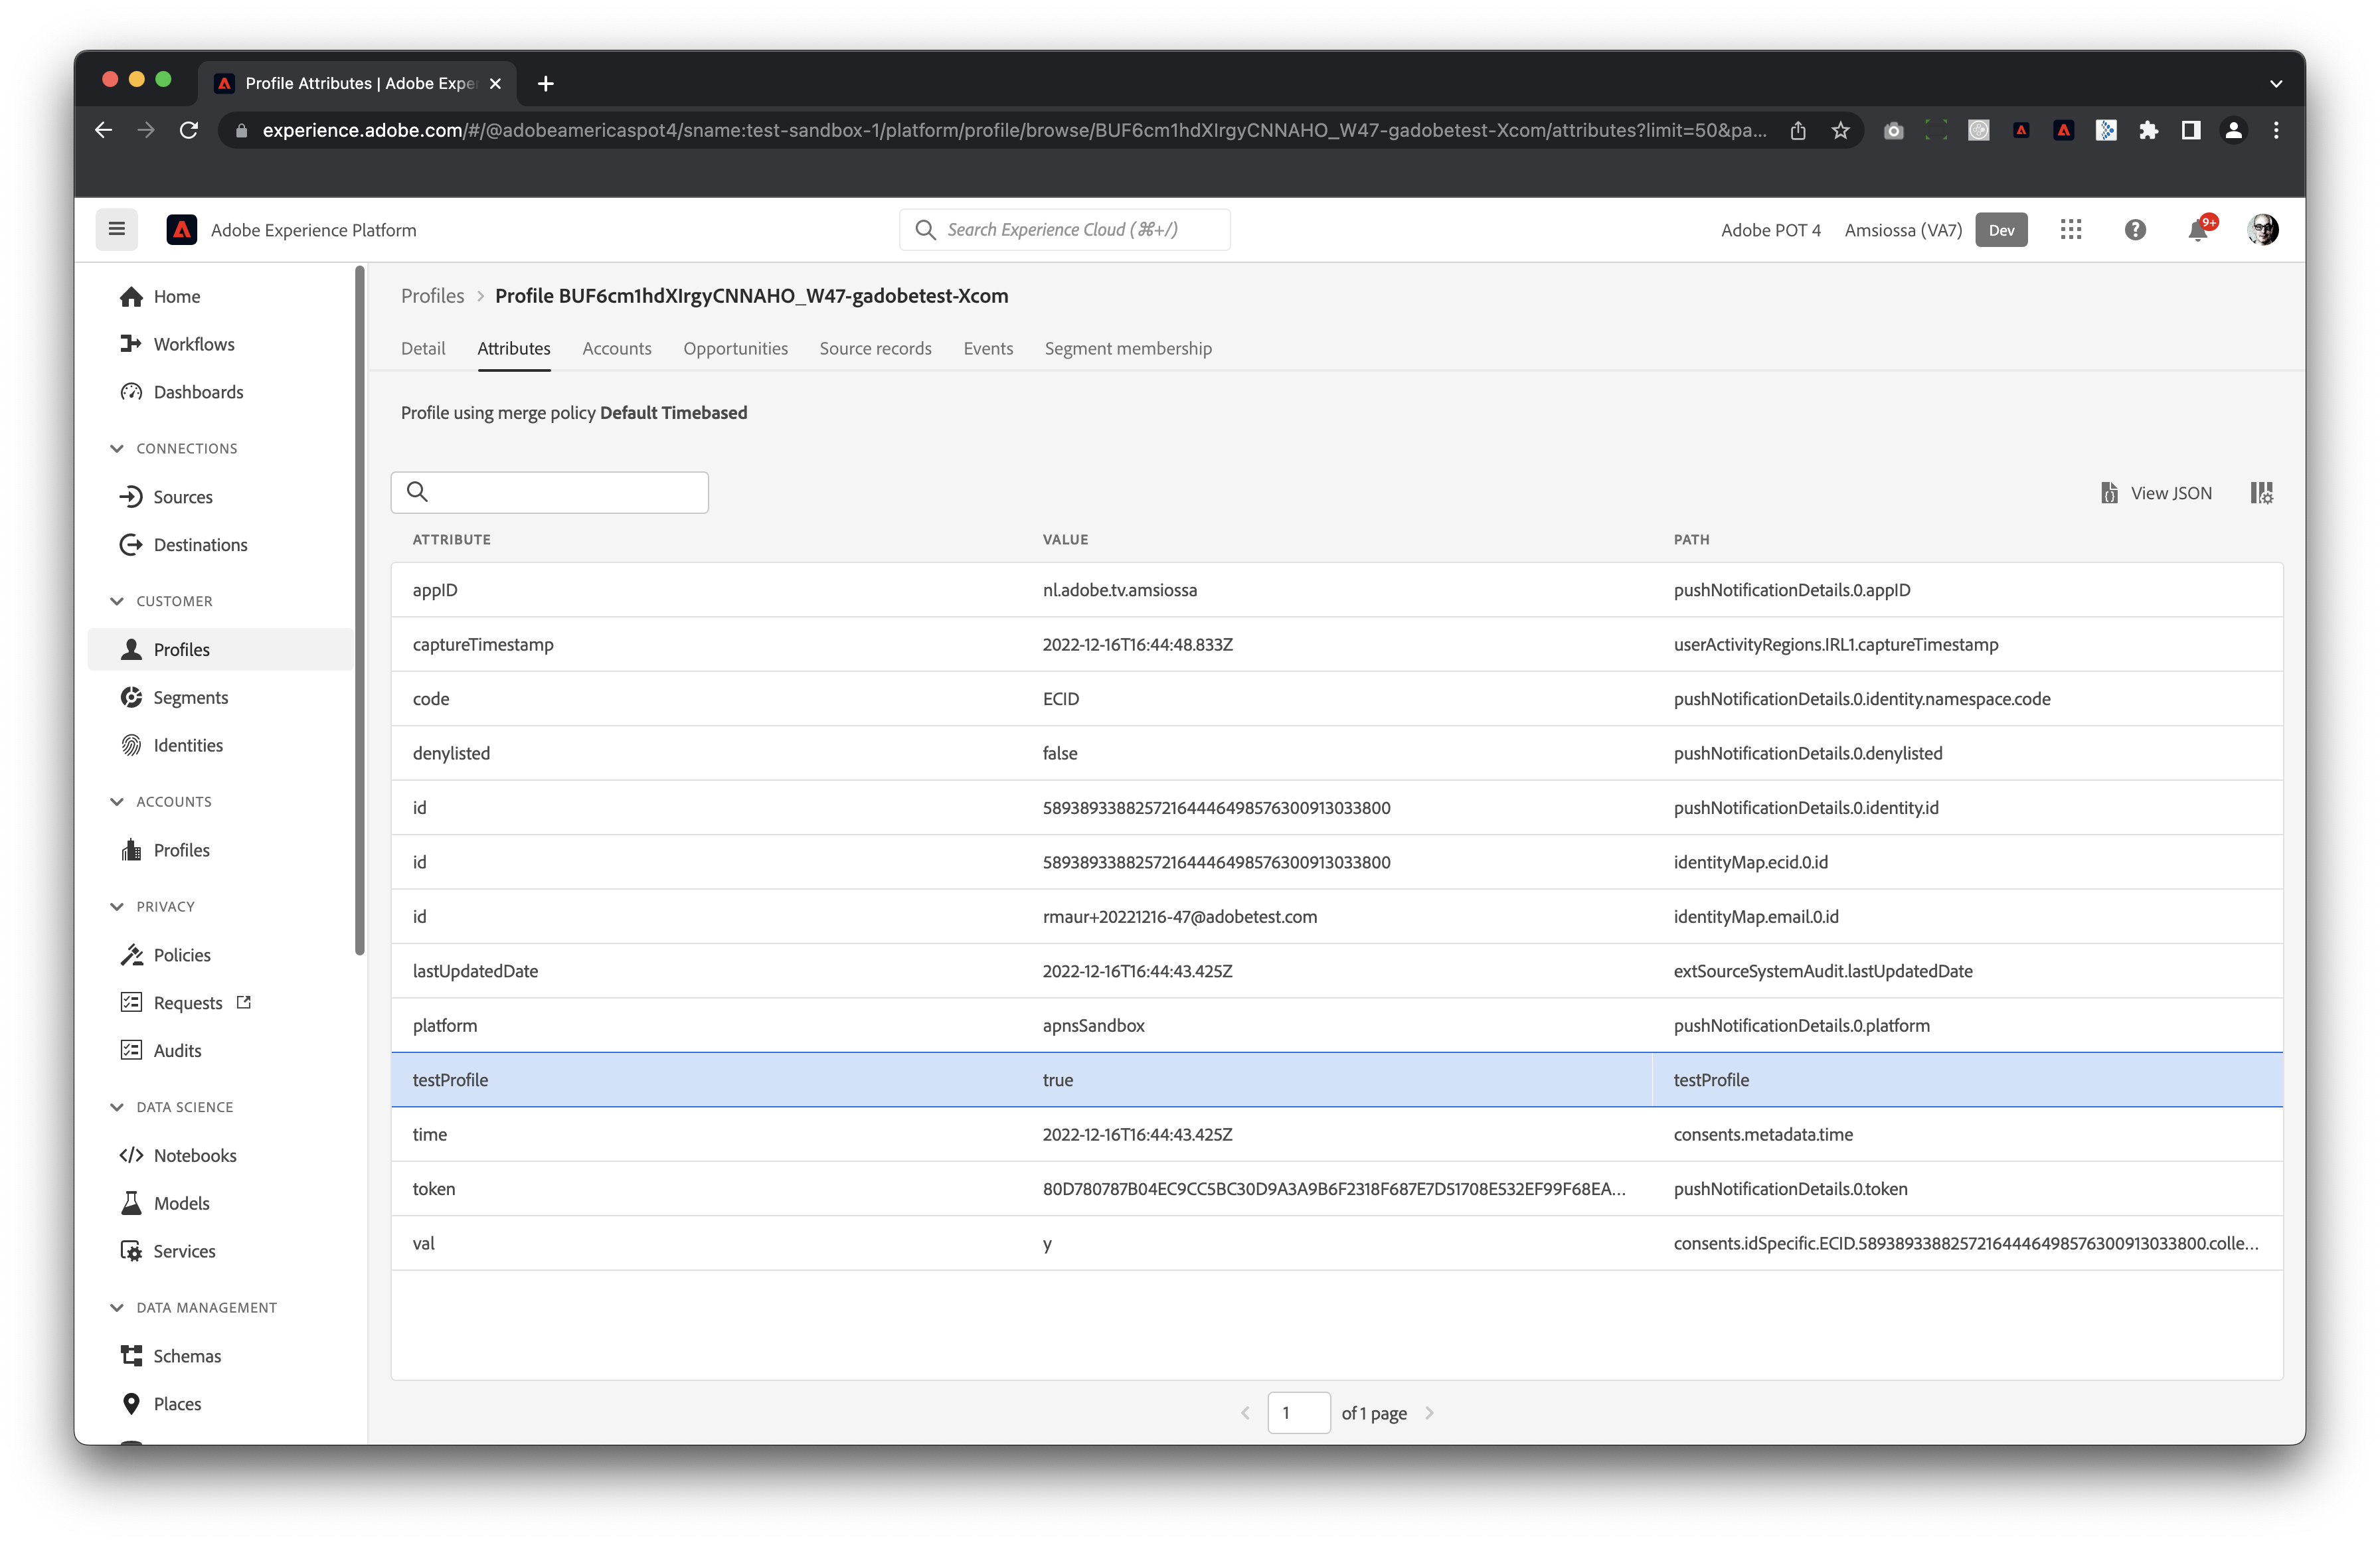 Profile Attributes | Adobe Expe
experience.adobe.com/#/@adobeamericaspot4/sname:test-sandbox-1/platform/profile/browse/BUF6cm1hdXIrgyCNNAHO_W47-gadobetest-Xcom/attributes?limit=50&pa...
Adobe Experience Platform
Search Experience Cloud (⌘+/)
Adobe POT 4 Amsiossa (VA7) Dev 9+
Home
Workflows
Dashboards
CONNECTIONS
Sources
Destinations
CUSTOMER
Profiles
Segments
Identities
ACCOUNTS
Profiles
PRIVACY
Policies
Requests
Audits
DATA SCIENCE
Notebooks
Models
Services
DATA MANAGEMENT
Schemas
Places
Profiles > Profile BUF6cm1hdXIrgyCNNAHO_W47-gadobetest-Xcom
Detail Attributes Accounts Opportunities Source records Events Segment membership
Profile using merge policy Default Timebased
View JSON
ATTRIBUTE VALUE PATH
appID nl.adobe.tv.amsiossa pushNotificationDetails.0.appID
captureTimestamp 2022-12-16T16:44:48.833Z userActivityRegions.IRL1.captureTimestamp
code ECID pushNotificationDetails.0.identity.namespace.code
denylisted false pushNotificationDetails.0.denylisted
id 58938933882572164446498576300913033800 pushNotificationDetails.0.identity.id
id 58938933882572164446498576300913033800 identityMap.ecid.0.id
id rmaur+20221216-47@adobetest.com identityMap.email.0.id
lastUpdatedDate 2022-12-16T16:44:43.425Z extSourceSystemAudit.lastUpdatedDate
platform apnsSandbox pushNotificationDetails.0.platform
testProfile true testProfile
time 2022-12-16T16:44:43.425Z consents.metadata.time
token 80D780787B04EC9CC5BC30D9A3A9B6F2318F687E7D51708E532EF99F68EA... pushNotificationDetails.0.token
val y consents.idSpecific.ECID.58938933882572164446498576300913033800.colle...
1 of 1 page